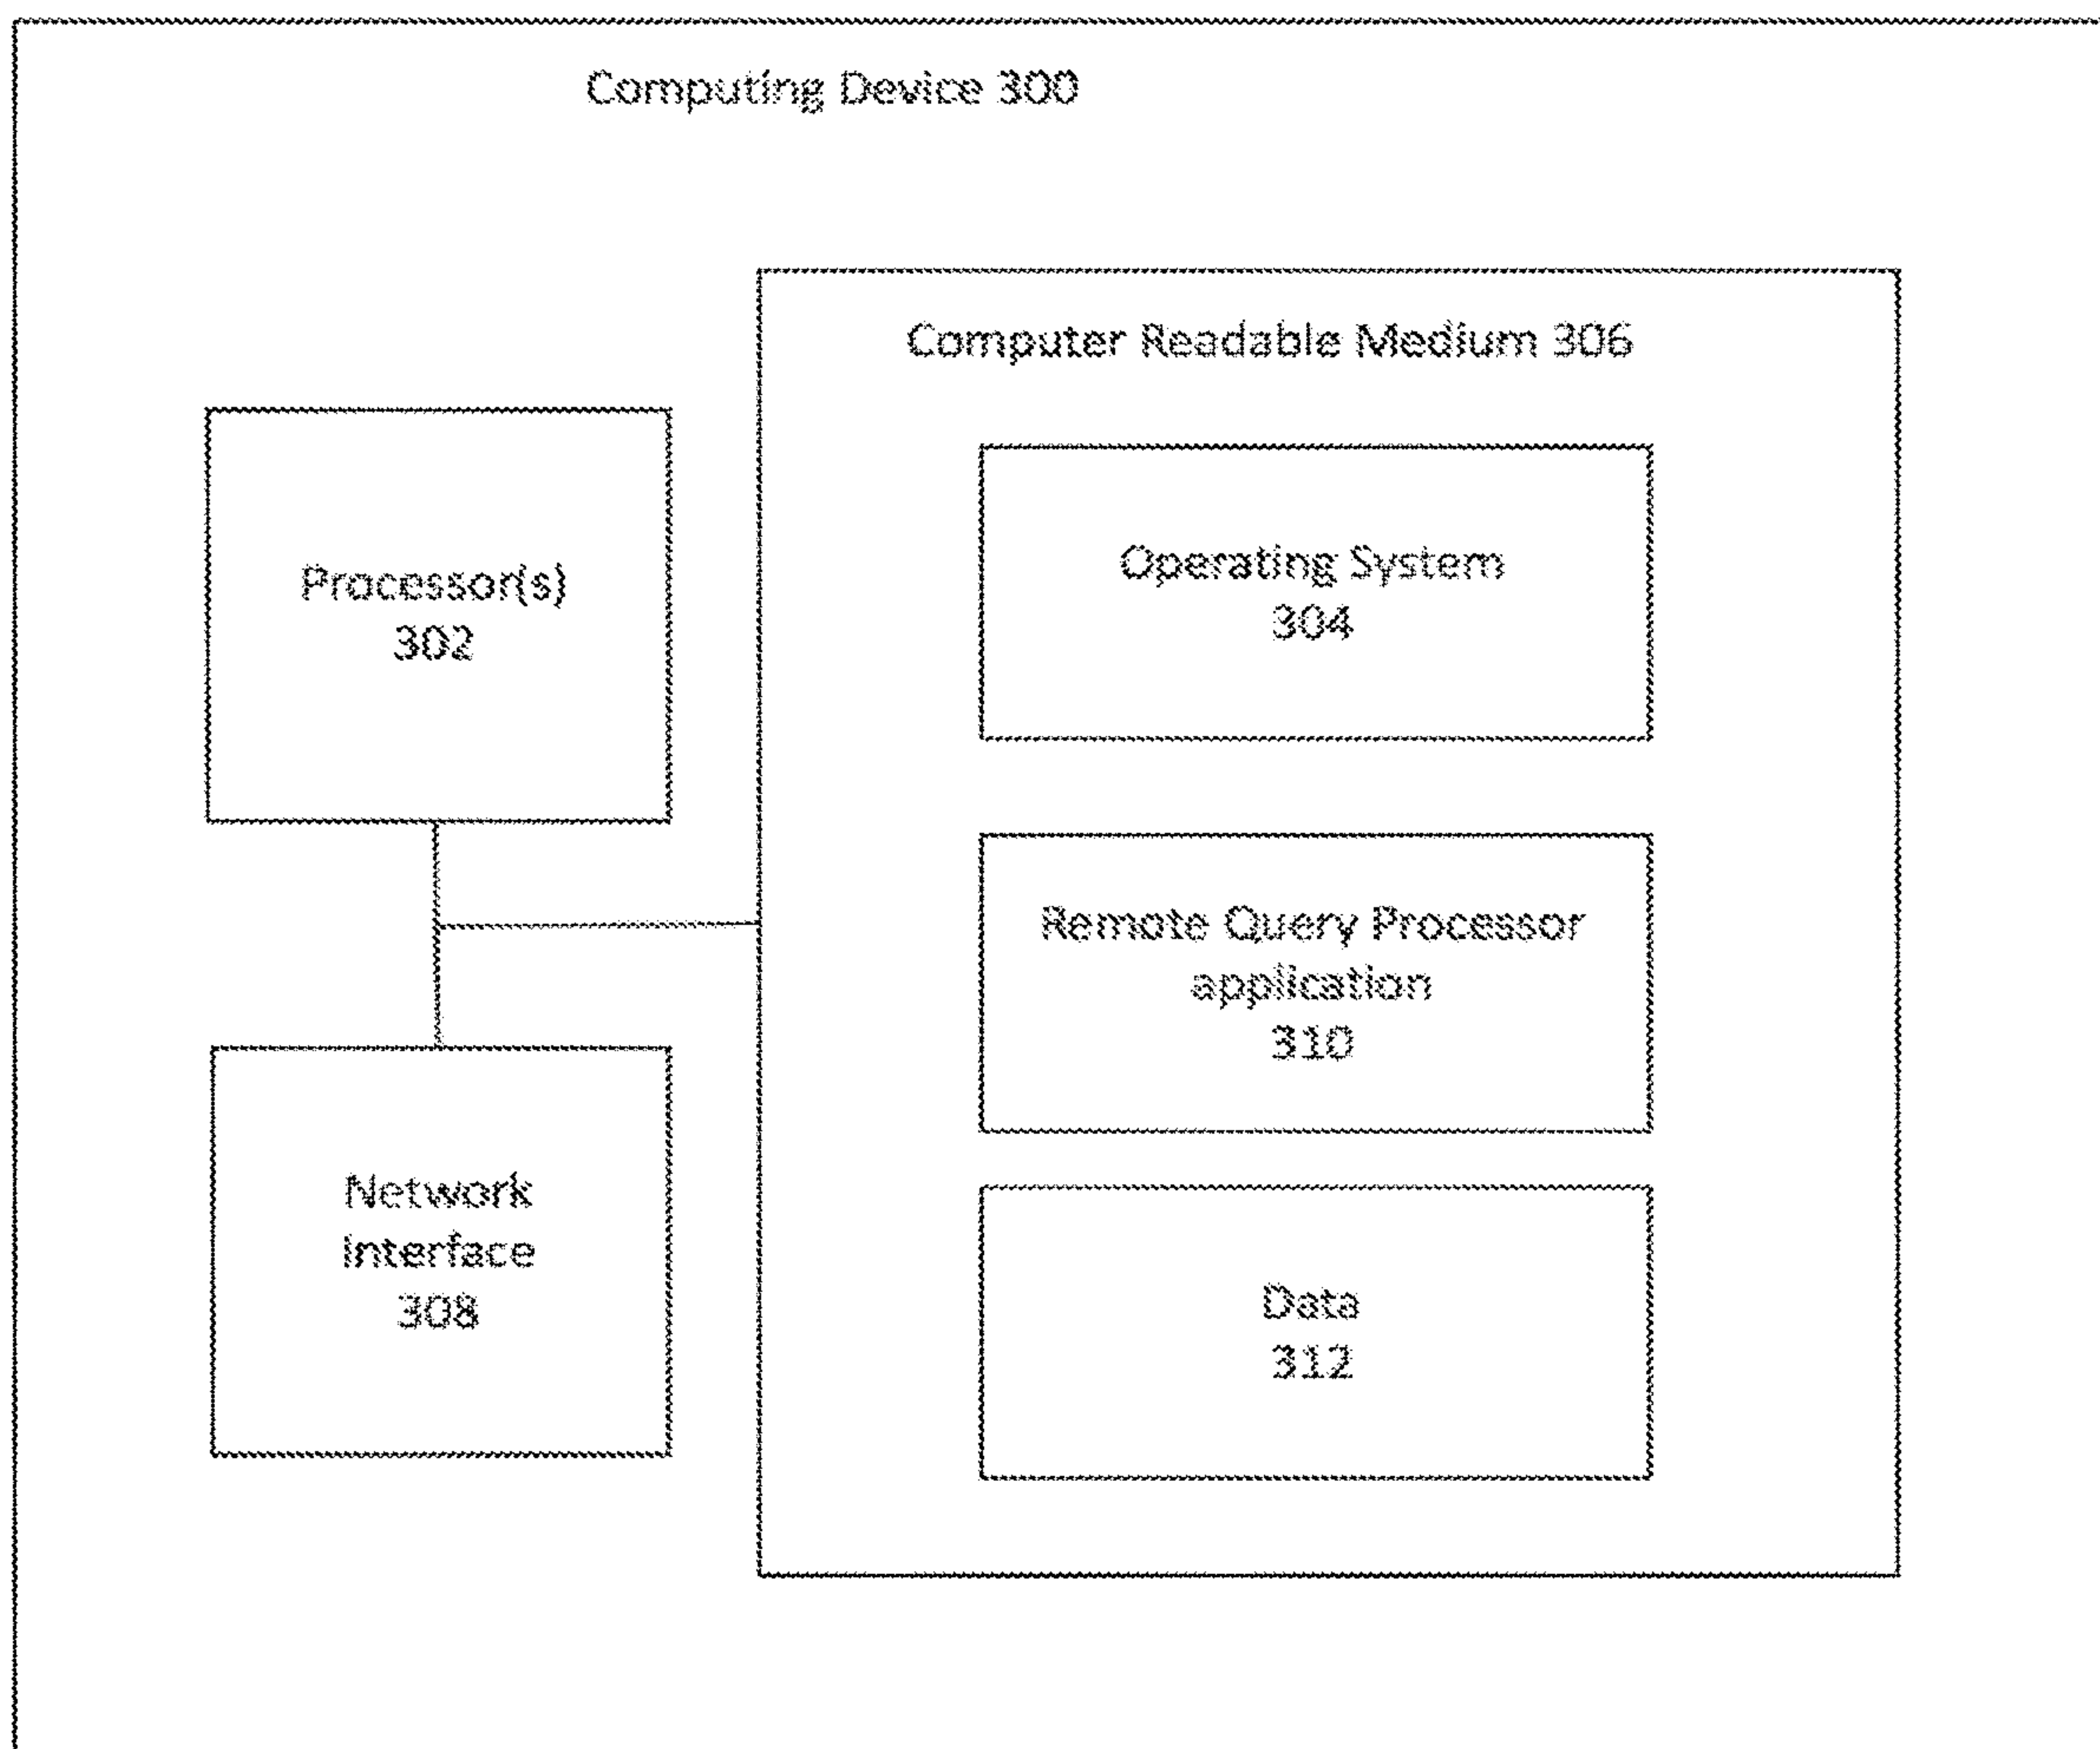 Computing Device 300
Computer Readable Medium 306
Processor(s)
302
Operating System
304
Remote Query Processor
application
310
Network
Interface
308
Data
312